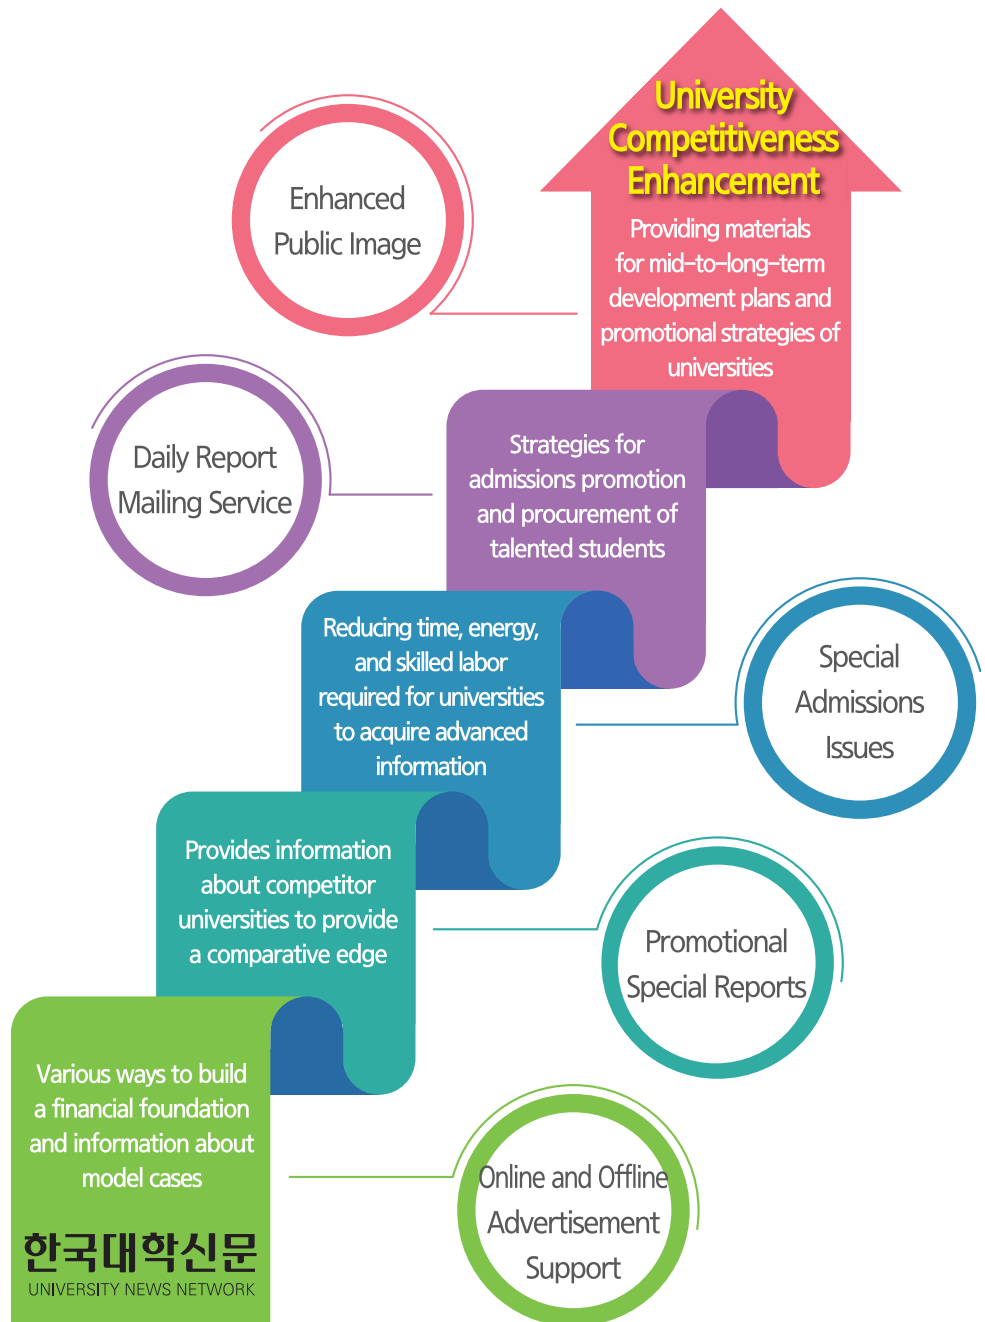 University
Competitiveness
Enhancement
Providing materials
for mid-to-long-term
development plans and
promotional strategies of
universities
Enhanced
Public Image
Strategies for
admissions promotion
and procurement of
talented students
Daily Report
Mailing Service
Reducing time, energy,
and skilled labor
required for universities
to acquire advanced
information
Special
Admissions
Issues
Provides information
about competitor
universities to provide
a comparative edge
Promotional
Special Reports
Various ways to build
a financial foundation
and information about
model cases
한국대학신문
UNIVERSITY NEWS NETWORK
Online and Offline
Advertisement
Support